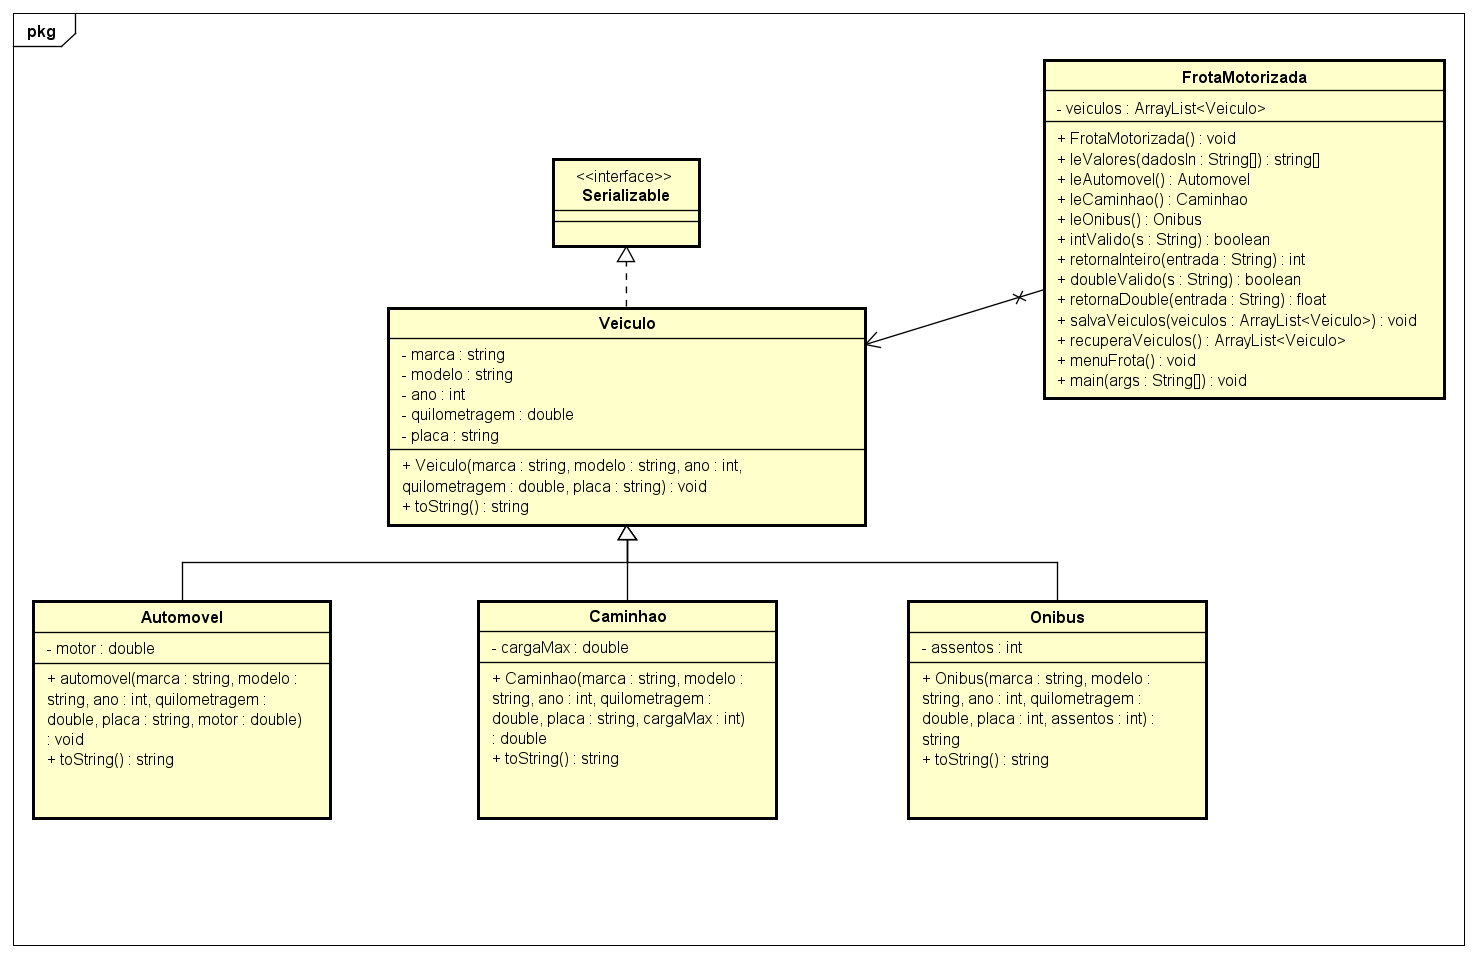 pkg
FrotaMotorizada
- veiculos : ArrayList<Veiculo>
+ FrotaMotorizada() : void
+ leValores(dadosIn : String[]) : string[]
+ leAutomovel() : Automovel
+ leCaminhao() : Caminhao
+ leOnibus() : Onibus
+ intValido(s : String) : boolean
+ retornaInteiro(entrada : String) : int
+ doubleValido(s : String) : boolean
+ retornaDouble(entrada : String) : float
+ salvaVeiculos(veiculos : ArrayList<Veiculo>) : void
+ recuperaVeiculos() : ArrayList<Veiculo>
+ menuFrota() : void
+ main(args : String[]) : void
<<interface>>
Serializable
Veiculo
- marca : string
- modelo : string
- ano : int
- quilometragem : double
- placa : string
+ Veiculo(marca : string, modelo : string, ano : int,
quilometragem : double, placa : string) : void
+ toString() : string
Automovel
- motor : double
+ automovel(marca : string, modelo :
string, ano : int, quilometragem :
double, placa : string, motor : double)
: void
+ toString() : string
Caminhao
- cargaMax : double
+ Caminhao(marca : string, modelo :
string, ano : int, quilometragem :
double, placa : string, cargaMax : int)
: double
+ toString() : string
Onibus
- assentos : int
+ Onibus(marca : string, modelo :
string, ano : int, quilometragem :
double, placa : int, assentos : int) :
string
+ toString() : string